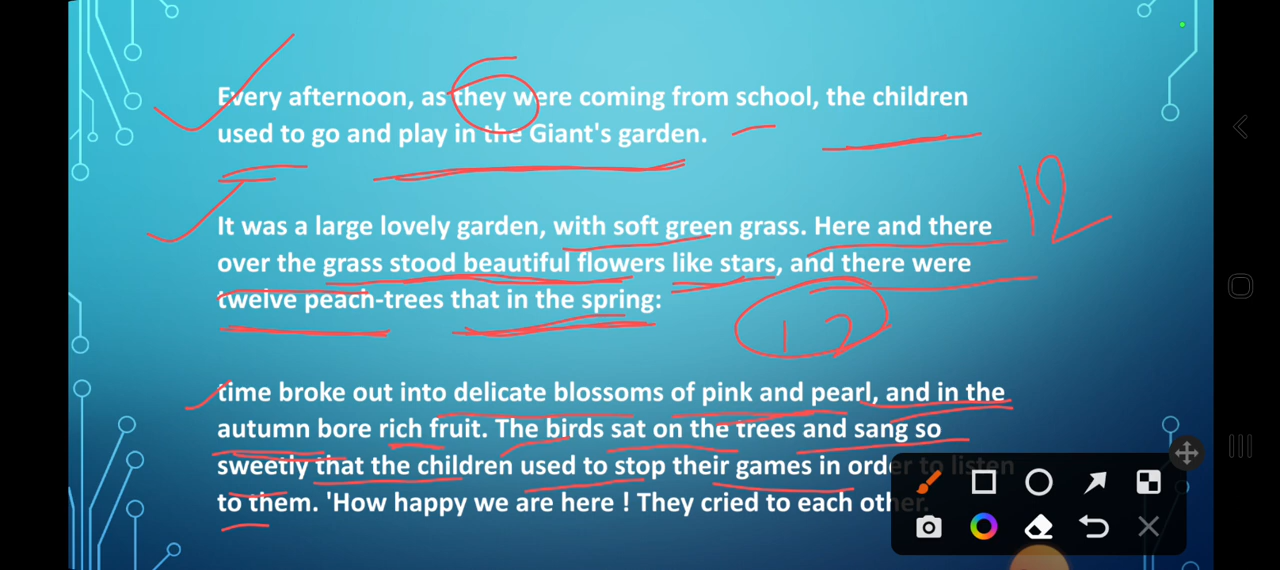 Every afternoon, as they were coming from school, the children
used to go and play in the Giant's garden.
It was a large lovely garden, with soft green grass. Here and there
over the grass stood beautiful flowers like stars, and there were
twelve peach-trees that in the spring:
12
12
time broke out into delicate blossoms of pink and pearl, and in the
autumn bore rich fruit. The birds sat on the trees and sang so
sweetly that the children used to stop their games in order to listen
to them. 'How happy we are here ! They cried to each other.